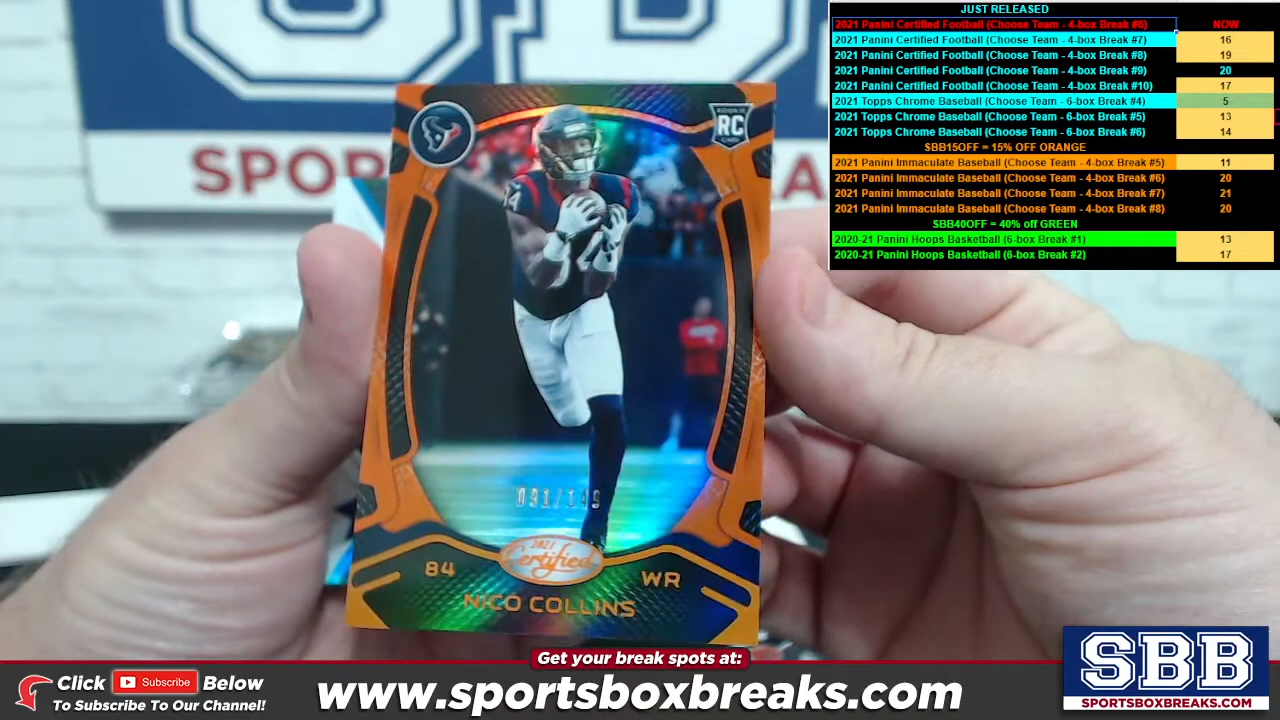 JUST RELEASED
2021 Panini Certified Football (Choose Team - 4-box Break #6) NOW
2021 Panini Certified Football (Choose Team - 4-box Break #7) 16
2021 Panini Certified Football (Choose Team - 4-box Break #8) 19
2021 Panini Certified Football (Choose Team - 4-box Break #9) 20
2021 Panini Certified Football (Choose Team - 4-box Break #10) 17
2021 Topps Chrome Baseball (Choose Team - 6-box Break #4) 5
2021 Topps Chrome Baseball (Choose Team - 6-box Break #5) 13
2021 Topps Chrome Baseball (Choose Team - 6-box Break #6) 14
SBB15OFF = 15% OFF ORANGE
2021 Panini Immaculate Baseball (Choose Team - 4-box Break #5) 11
2021 Panini Immaculate Baseball (Choose Team - 4-box Break #6) 20
2021 Panini Immaculate Baseball (Choose Team - 4-box Break #7) 21
2021 Panini Immaculate Baseball (Choose Team - 4-box Break #8) 20
SBB40OFF = 40% off GREEN
2020-21 Panini Hoops Basketball (6-box Break #1) 13
2020-21 Panini Hoops Basketball (6-box Break #2) 17
SPO
ROOKIE
RC
CARD
84
091/149
2021
Certified
84 WR
NICO COLLINS
Get your break spots at:
Click Subscribe Below
To Subscribe To Our Channel!
www.sportsboxbreaks.com
SBB
SPORTSBOXBREAKS.COM